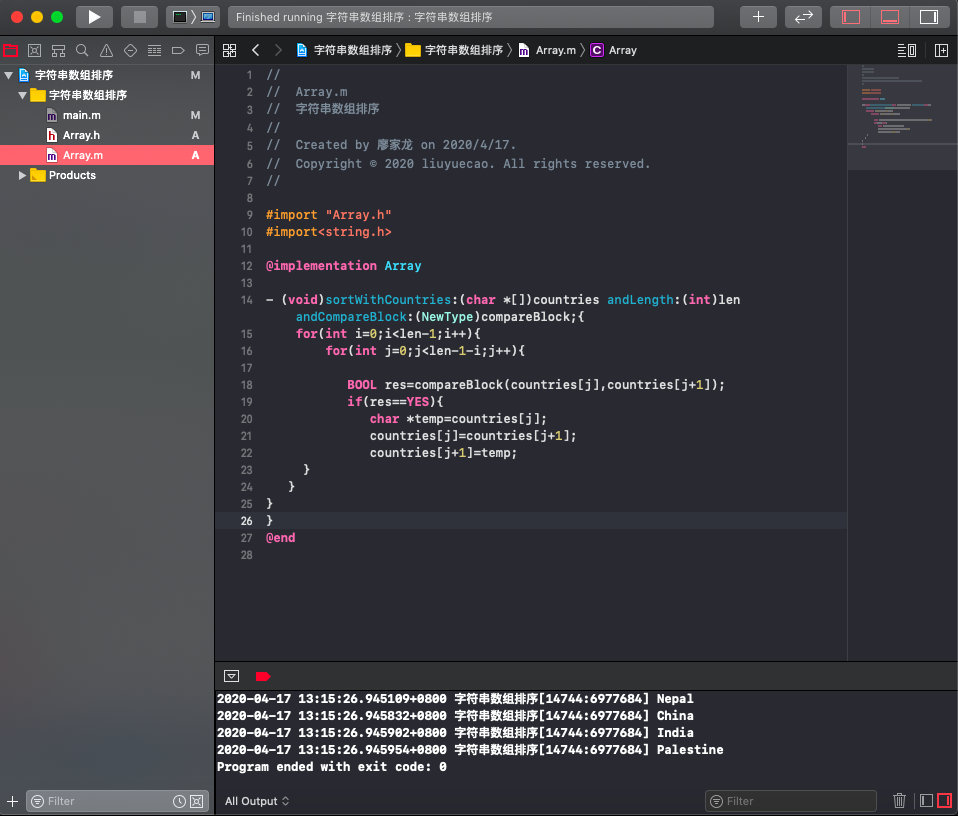 Finished running 字符串数组排序 : 字符串数组排序
字符串数组排序 字符串数组排序 Array.m C Array
字符串数组排序 M
字符串数组排序
main.m M
Array.h A
Array.m A
Products
1 //
2 //  Array.m
3 //  字符串数组排序
4 //
5 //  Created by 廖家龙 on 2020/4/17.
6 //  Copyright © 2020 liuyuecao. All rights reserved.
7 //
8
9 #import "Array.h"
10 #import<string.h>
11
12 @implementation Array
13
14 - (void)sortWithCountries:(char *[])countries andLength:(int)len
andCompareBlock:(NewType)compareBlock;{
15 for(int i=0;i<len-1;i++){
16 for(int j=0;j<len-1-i;j++){
17
18 BOOL res=compareBlock(countries[j],countries[j+1]);
19 if(res==YES){
20 char *temp=countries[j];
21 countries[j]=countries[j+1];
22 countries[j+1]=temp;
23 }
24 }
25 }
26 }
27 @end
28
2020-04-17 13:15:26.945109+0800 字符串数组排序[14744:6977684] Nepal
2020-04-17 13:15:26.945832+0800 字符串数组排序[14744:6977684] China
2020-04-17 13:15:26.945902+0800 字符串数组排序[14744:6977684] India
2020-04-17 13:15:26.945954+0800 字符串数组排序[14744:6977684] Palestine
Program ended with exit code: 0
Filter
All Output
Filter